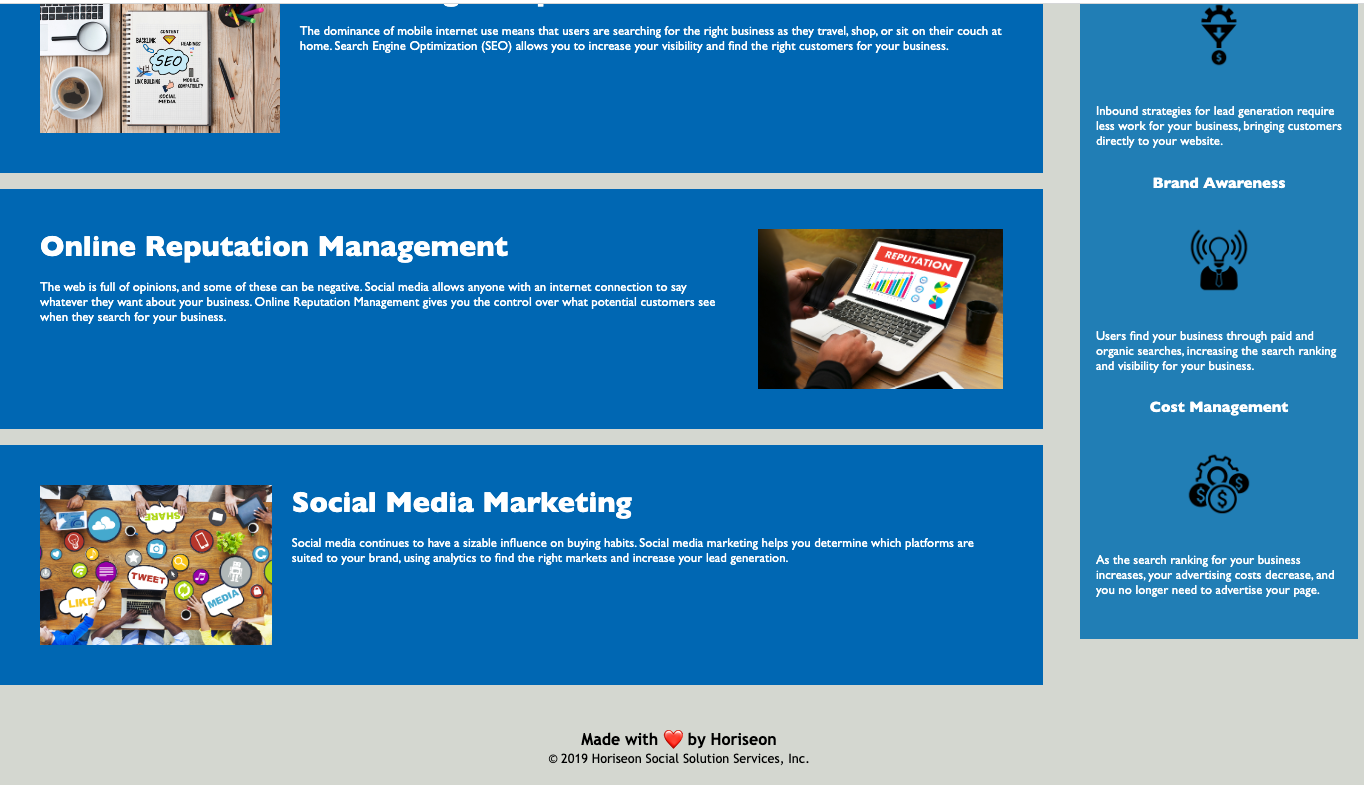 The dominance of mobile internet use means that users are searching for the right business as they travel, shop, or sit on their couch at
home. Search Engine Optimization (SEO) allows you to increase your visibility and find the right customers for your business.
CONTENT
BACKLINK
HEADINGS
SEO
LINK BUILDING
MOBILE
COMPATIBLE?
SOCIAL
MEDIA
Online Reputation Management
The web is full of opinions, and some of these can be negative. Social media allows anyone with an internet connection to say
whatever they want about your business. Online Reputation Management gives you the control over what potential customers see
when they search for your business.
REPUTATION
Social Media Marketing
Social media continues to have a sizable influence on buying habits. Social media marketing helps you determine which platforms are
suited to your brand, using analytics to find the right markets and increase your lead generation.
SHARE
TWEET
LIKE
MEDIA
Inbound strategies for lead generation require
less work for your business, bringing customers
directly to your website.
Brand Awareness
Users find your business through paid and
organic searches, increasing the search ranking
and visibility for your business.
Cost Management
As the search ranking for your business
increases, your advertising costs decrease, and
you no longer need to advertise your page.
Made with ❤️ by Horiseon
© 2019 Horiseon Social Solution Services, Inc.